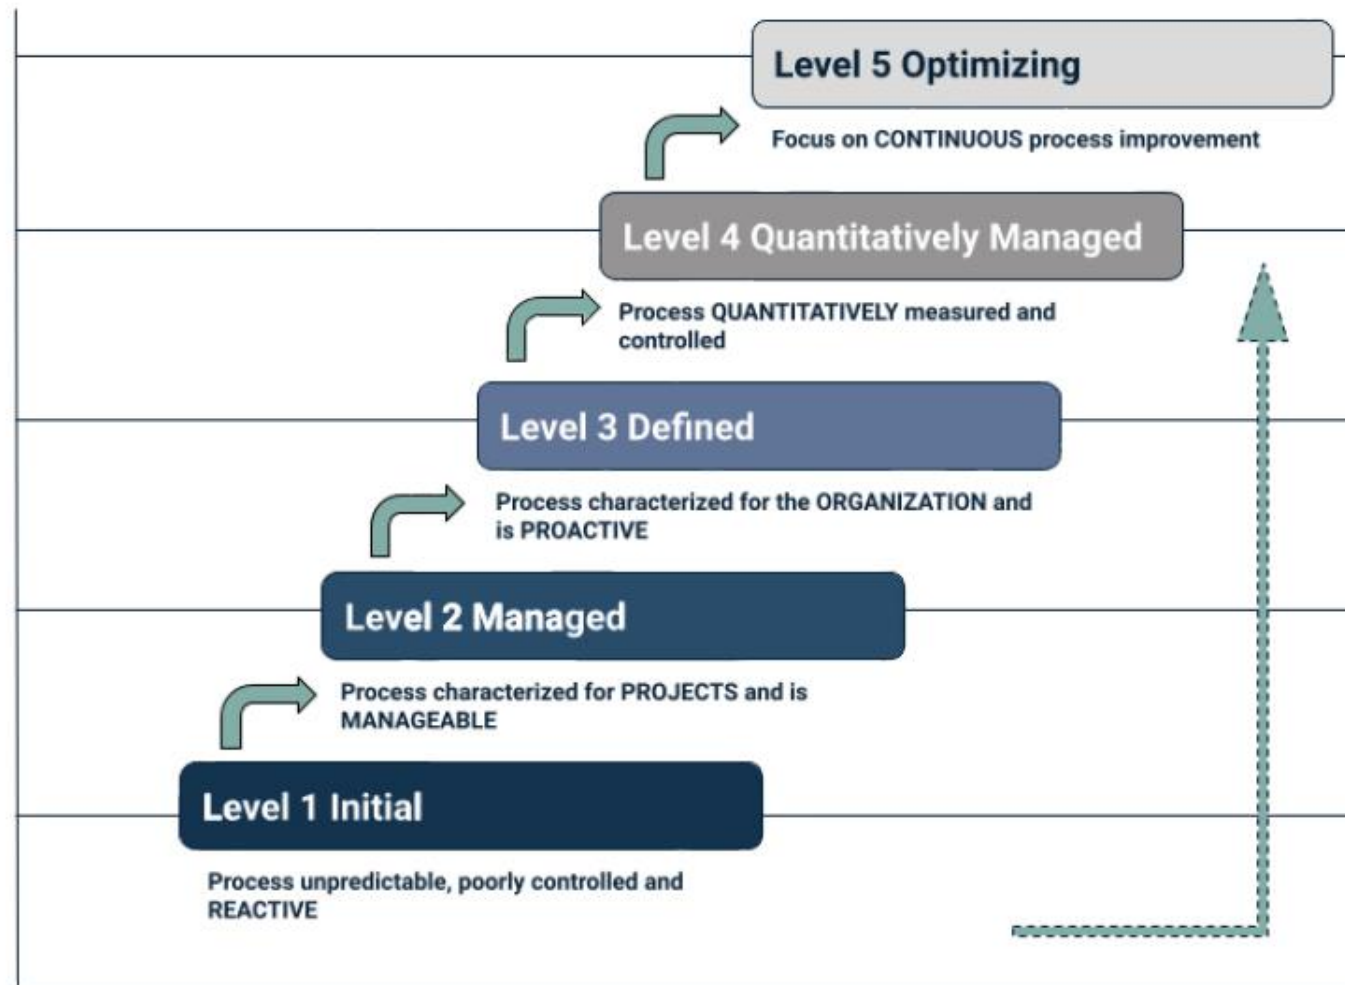 Level 5 Optimizing
Focus on CONTINUOUS process improvement
Level 4 Quantitatively Managed
Process QUANTITATIVELY measured and
controlled
Level 3 Defined
Process characterized for the ORGANIZATION and
is PROACTIVE
Level 2 Managed
Process characterized for PROJECTS and is
MANAGEABLE
Level 1 Initial
Process unpredictable, poorly controlled and
REACTIVE